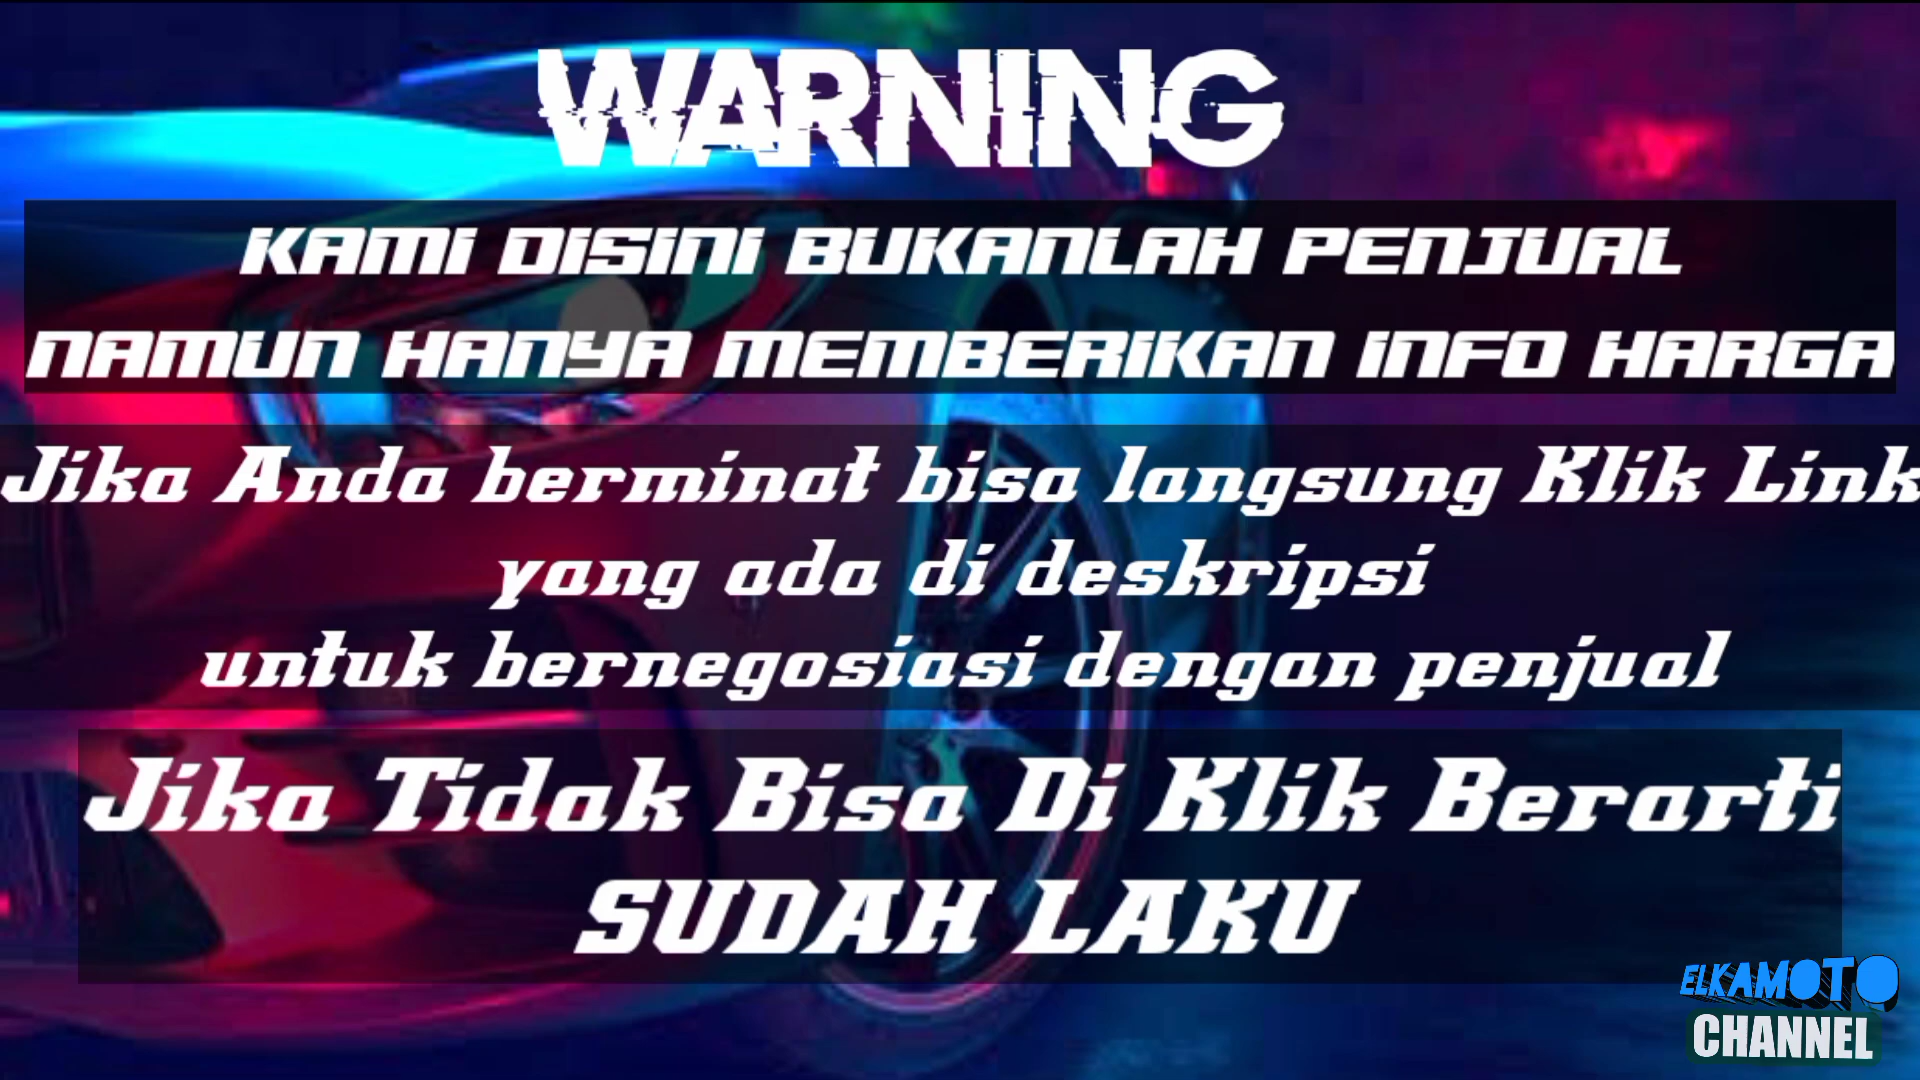 WARNING
KAMI DISINI BUKANLAH PENJUAL
NAMUN HANYA MEMBERIKAN INFO HARGA
Jika Anda berminat bisa langsung Klik Link
yang ada di deskripsi
untuk bernegosiasi dengan penjual
Jika Tidak Bisa Di Klik Berarti
SUDAH LAKU
ELKAMOTO
CHANNEL